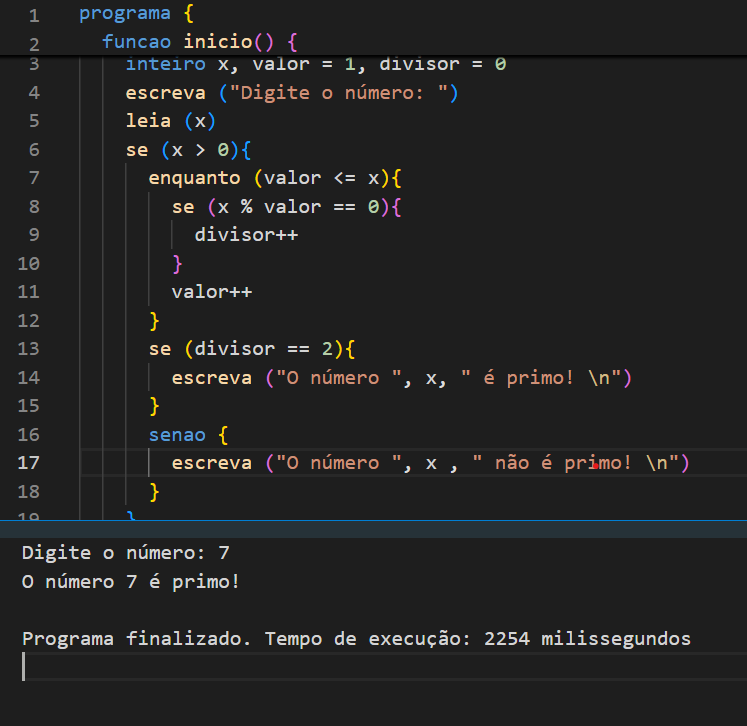 1 programa {
2 funcao inicio() {
3 inteiro x, valor = 1, divisor = 0
4 escreva ("Digite o número: ")
5 leia (x)
6 se (x > 0){
7 enquanto (valor <= x){
8 se (x % valor == 0){
9 divisor++
10 }
11 valor++
12 }
13 se (divisor == 2){
14 escreva ("O número ", x, " é primo! \n")
15 }
16 senao {
17 escreva ("O número ", x , " não é primo! \n")
18 }
19 }
Digite o número: 7
O número 7 é primo!
Programa finalizado. Tempo de execução: 2254 milissegundos